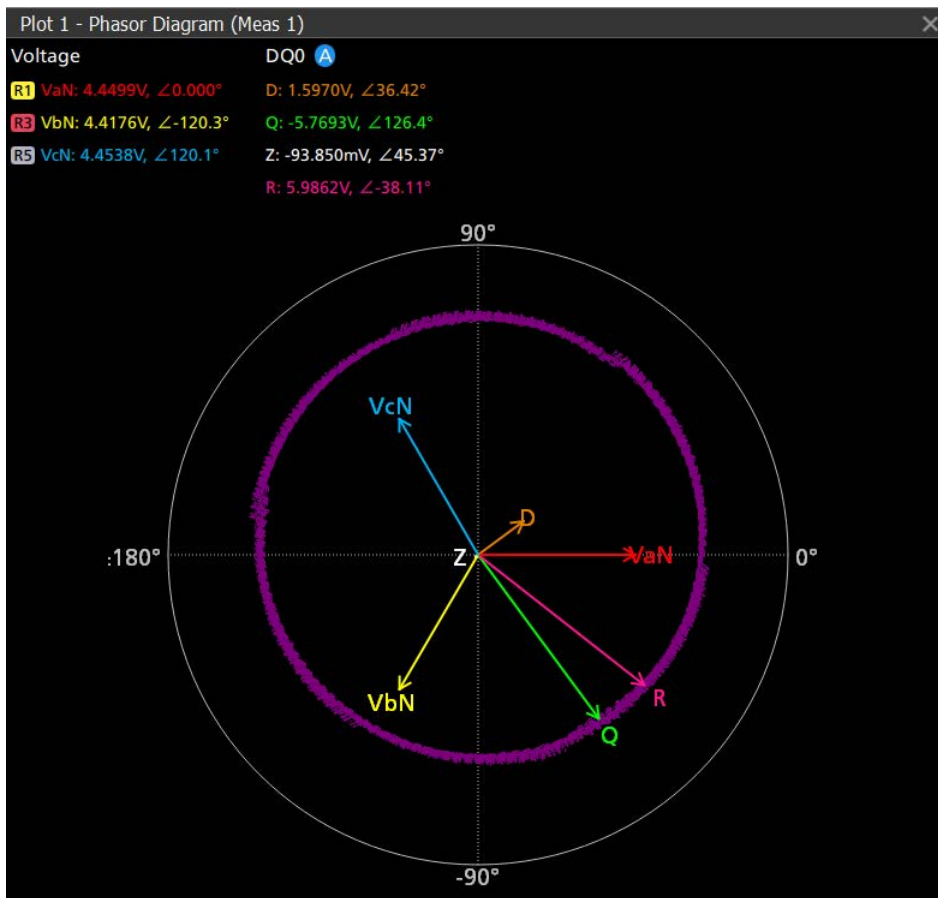 Plot 1 - Phasor Diagram (Meas 1)
Voltage
DQ0 A
R1 VaN: 4.4499V, ∠0.000°
D: 1.5970V, ∠36.42°
R3 VbN: 4.4176V, ∠-120.3°
Q: -5.7693V, ∠126.4°
R5 VcN: 4.4538V, ∠120.1°
Z: -93.850mV, ∠45.37°
R: 5.9862V, ∠-38.11°
90°
VcN
D
:180°
Z
VaN
0°
VbN
R
Q
-90°